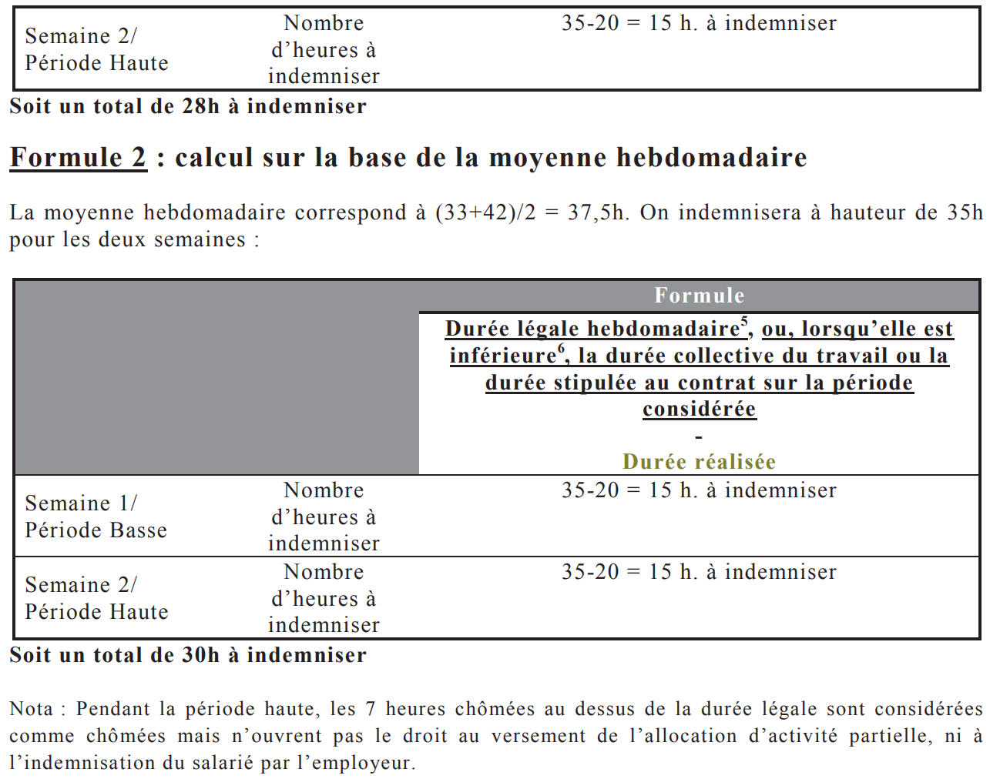 Semaine 2/
Période Haute
Nombre
d’heures à
indemniser
35-20 = 15 h. à indemniser
Soit un total de 28h à indemniser
Formule 2 : calcul sur la base de la moyenne hebdomadaire
La moyenne hebdomadaire correspond à (33+42)/2 = 37,5h. On indemnisera à hauteur de 35h
pour les deux semaines :
Formule
Durée légale hebdomadaire5, ou, lorsqu’elle est
inférieure6, la durée collective du travail ou la
durée stipulée au contrat sur la période
considérée
-
Durée réalisée
Semaine 1/
Période Basse
Nombre
d’heures à
indemniser
35-20 = 15 h. à indemniser
Semaine 2/
Période Haute
Nombre
d’heures à
indemniser
35-20 = 15 h. à indemniser
Soit un total de 30h à indemniser
Nota : Pendant la période haute, les 7 heures chômées au dessus de la durée légale sont considérées
comme chômées mais n’ouvrent pas le droit au versement de l’allocation d’activité partielle, ni à
l’indemnisation du salarié par l’employeur.